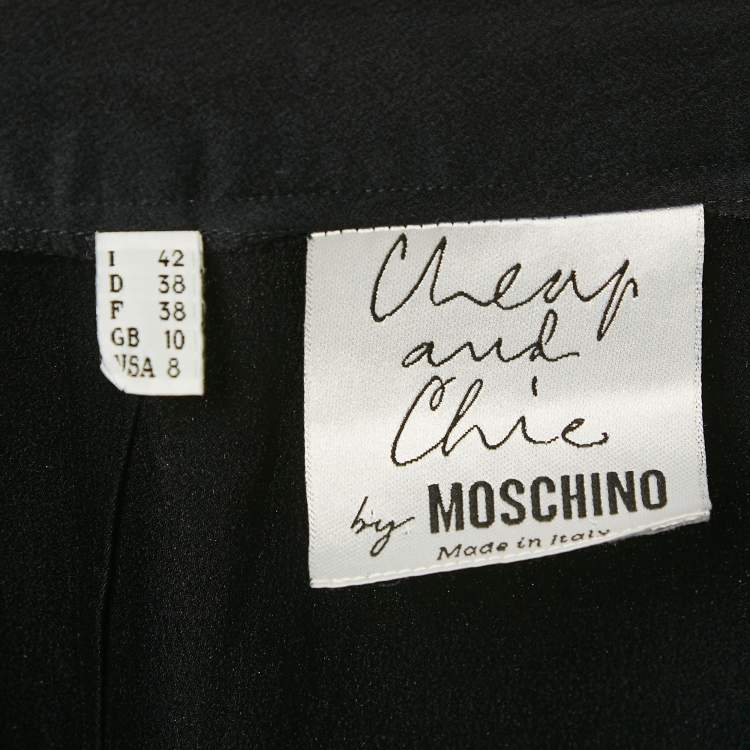 I 42
D 38
F 38
GB 10
USA 8
Cheap
and
Chic
by MOSCHINO
Made in Italy